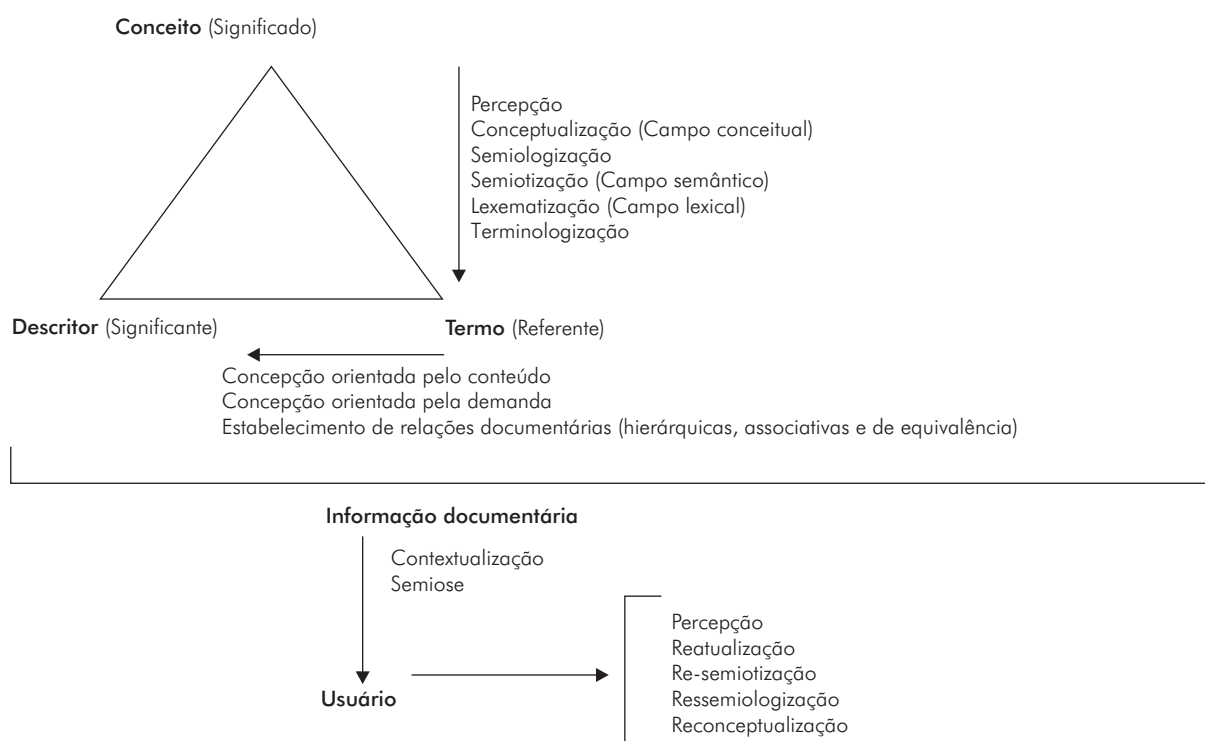 Conceito (Significado)
Percepção
Conceptualização (Campo conceitual)
Semiologização
Semiotização (Campo semântico)
Lexematização (Campo lexical)
Terminologização
Descritor (Significante)
Termo (Referente)
Concepção orientada pelo conteúdo
Concepção orientada pela demanda
Estabelecimento de relações documentárias (hierárquicas, associativas e de equivalência)
Informação documentária
Contextualização
Semiose
Usuário
Percepção
Reatualização
Re-semiotização
Ressemiologização
Reconceptualização